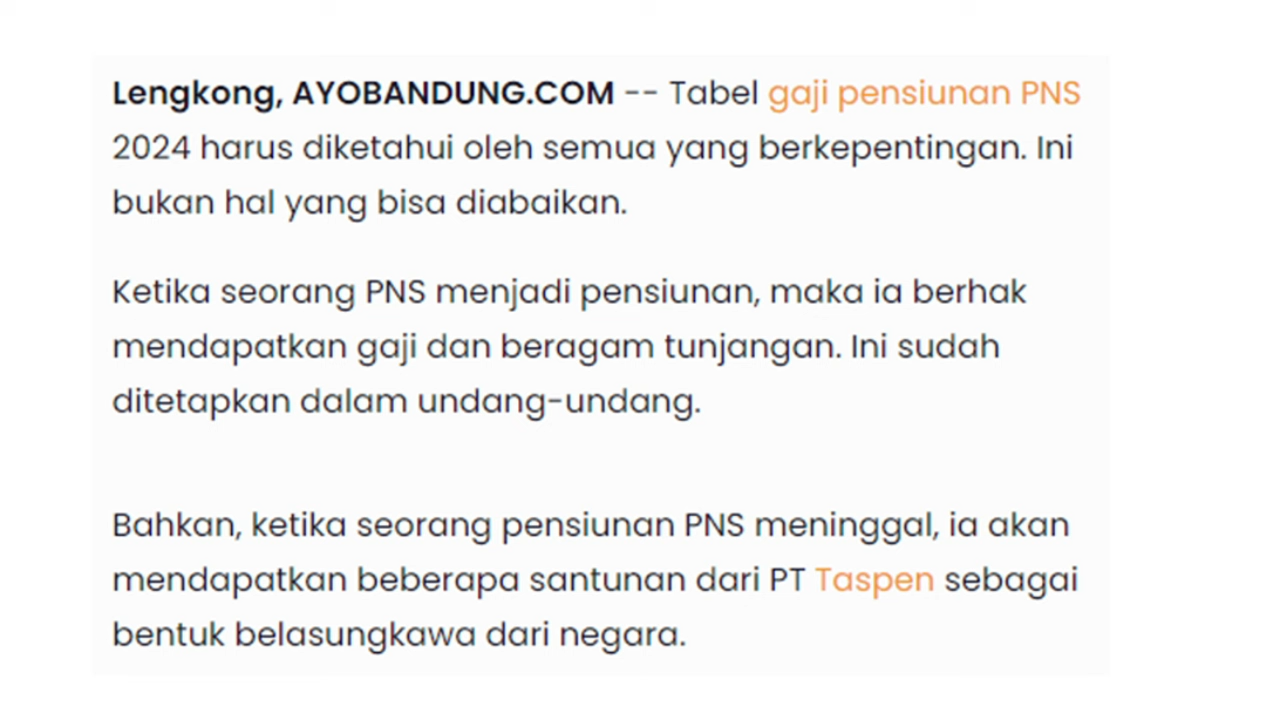 Lengkong, AYOBANDUNG.COM -- Tabel gaji pensiunan PNS
2024 harus diketahui oleh semua yang berkepentingan. Ini
bukan hal yang bisa diabaikan.
Ketika seorang PNS menjadi pensiunan, maka ia berhak
mendapatkan gaji dan beragam tunjangan. Ini sudah
ditetapkan dalam undang-undang.
Bahkan, ketika seorang pensiunan PNS meninggal, ia akan
mendapatkan beberapa santunan dari PT Taspen sebagai
bentuk belasungkawa dari negara.